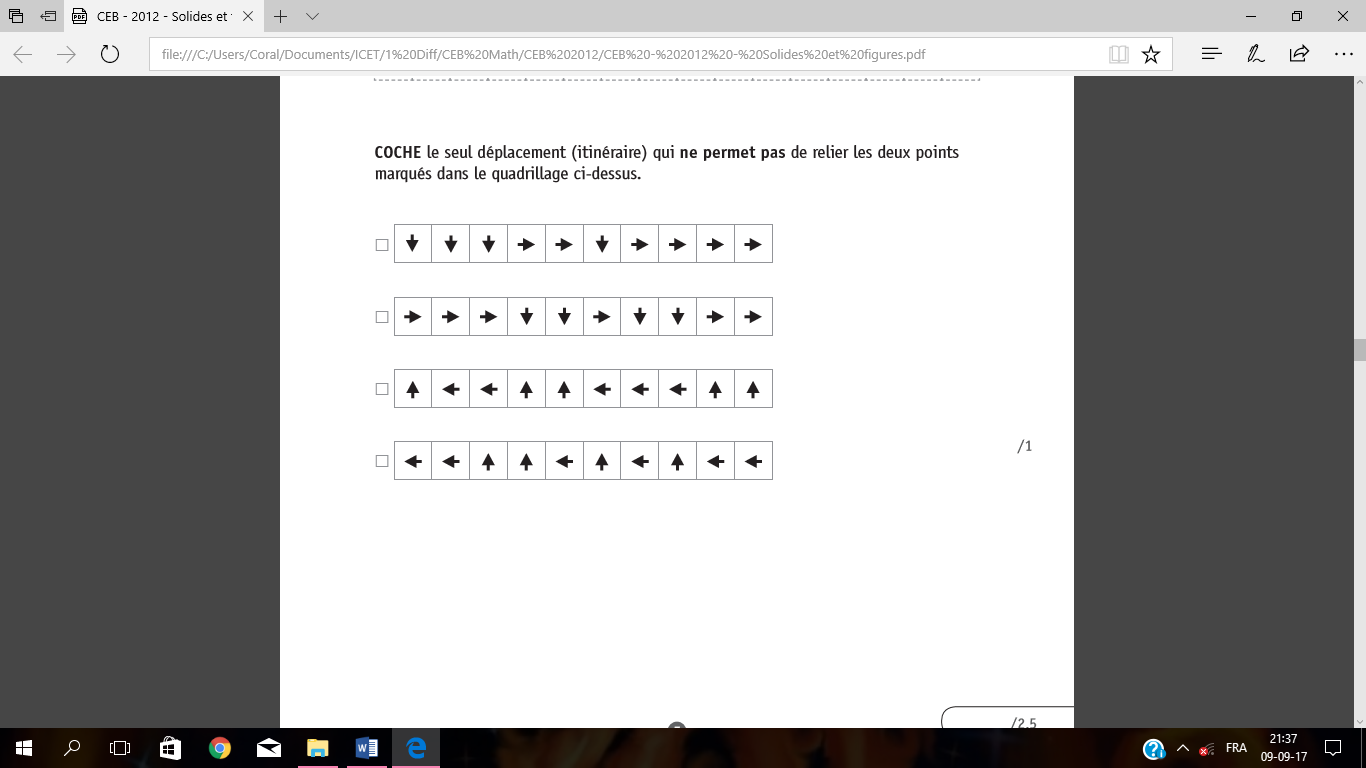 CEB - 2012 - Solides et
file:///C:/Users/Coral/Documents/ICET/1%20Diff/CEB%20Math/CEB%202012/CEB%20-%202012%20-%20Solides%20et%20figures.pdf
COCHE le seul déplacement (itinéraire) qui ne permet pas de relier les deux points
marqués dans le quadrillage ci-dessus.
↓ ↓ ↓ → → ↓ → → → →
→ → → ↓ ↓ → ↓ ↓ → →
↑ ← ← ↑ ↑ ← ← ← ↑ ↑
← ← ↑ ↑ ← ↑ ← ↑ ← ←
/1
/2,5
FRA
21:37
09-09-17